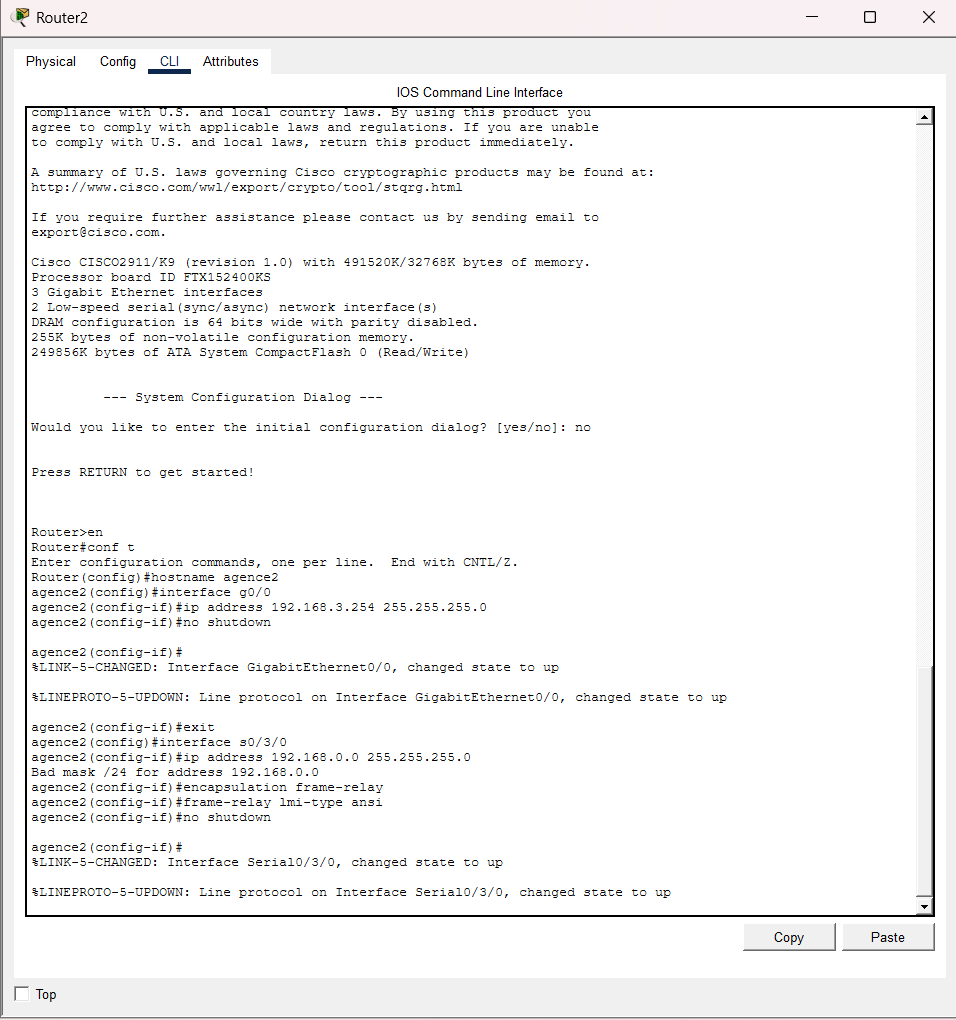 Router2
Physical Config CLI Attributes
IOS Command Line Interface
compliance with U.S. and local country laws. By using this product you
agree to comply with applicable laws and regulations. If you are unable
to comply with U.S. and local laws, return this product immediately.
A summary of U.S. laws governing Cisco cryptographic products may be found at:
http://www.cisco.com/wwl/export/crypto/tool/stqrg.html
If you require further assistance please contact us by sending email to
export@cisco.com.
Cisco CISCO2911/K9 (revision 1.0) with 491520K/32768K bytes of memory.
Processor board ID FTX152400KS
3 Gigabit Ethernet interfaces
2 Low-speed serial(sync/async) network interface(s)
DRAM configuration is 64 bits wide with parity disabled.
255K bytes of non-volatile configuration memory.
249856K bytes of ATA System CompactFlash 0 (Read/Write)
--- System Configuration Dialog ---
Would you like to enter the initial configuration dialog? [yes/no]: no
Press RETURN to get started!
Router>en
Router#conf t
Enter configuration commands, one per line.  End with CNTL/Z.
Router(config)#hostname agence2
agence2(config)#interface g0/0
agence2(config-if)#ip address 192.168.3.254 255.255.255.0
agence2(config-if)#no shutdown
agence2(config-if)#
%LINK-5-CHANGED: Interface GigabitEthernet0/0, changed state to up
%LINEPROTO-5-UPDOWN: Line protocol on Interface GigabitEthernet0/0, changed state to up
agence2(config-if)#exit
agence2(config)#interface s0/3/0
agence2(config-if)#ip address 192.168.0.0 255.255.255.0
Bad mask /24 for address 192.168.0.0
agence2(config-if)#encapsulation frame-relay
agence2(config-if)#frame-relay lmi-type ansi
agence2(config-if)#no shutdown
agence2(config-if)#
%LINK-5-CHANGED: Interface Serial0/3/0, changed state to up
%LINEPROTO-5-UPDOWN: Line protocol on Interface Serial0/3/0, changed state to up
Copy Paste
Top